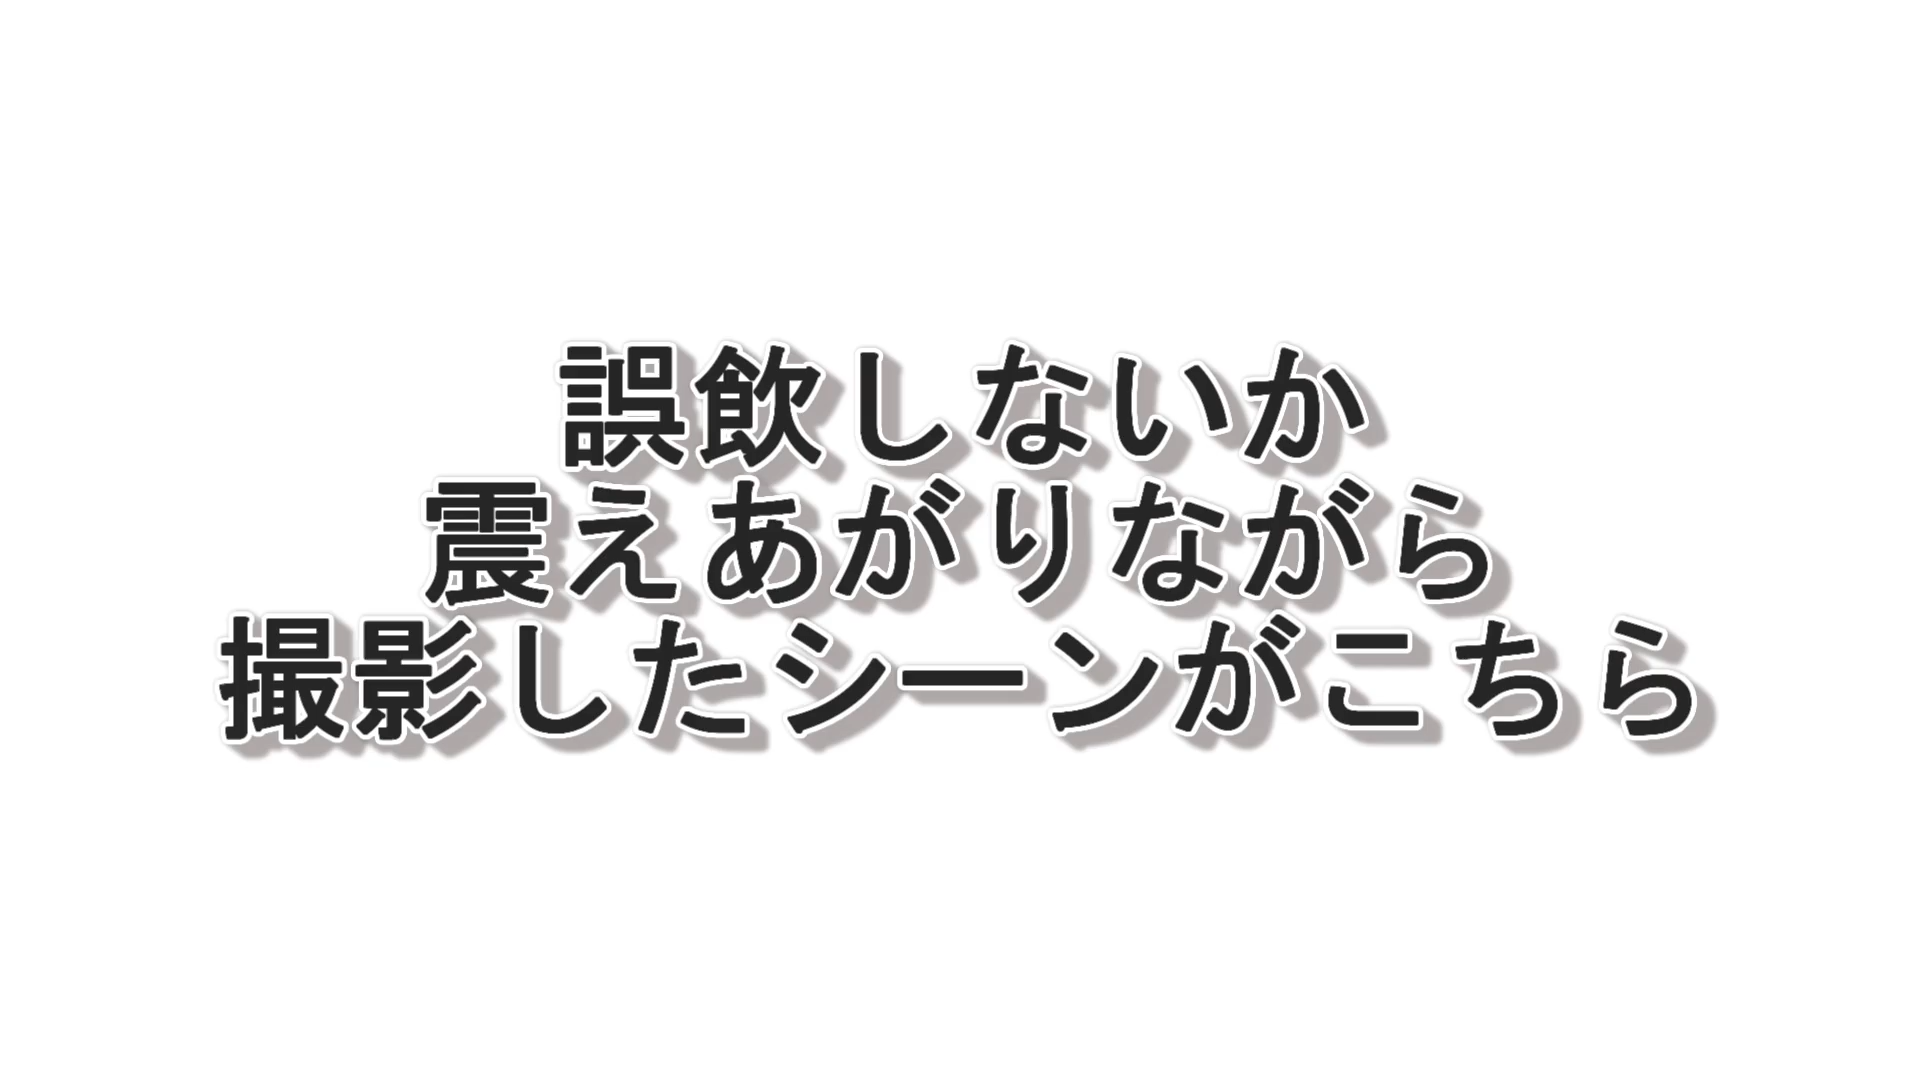 誤飲しないか
震えあがりながら
撮影したシーンがこちら